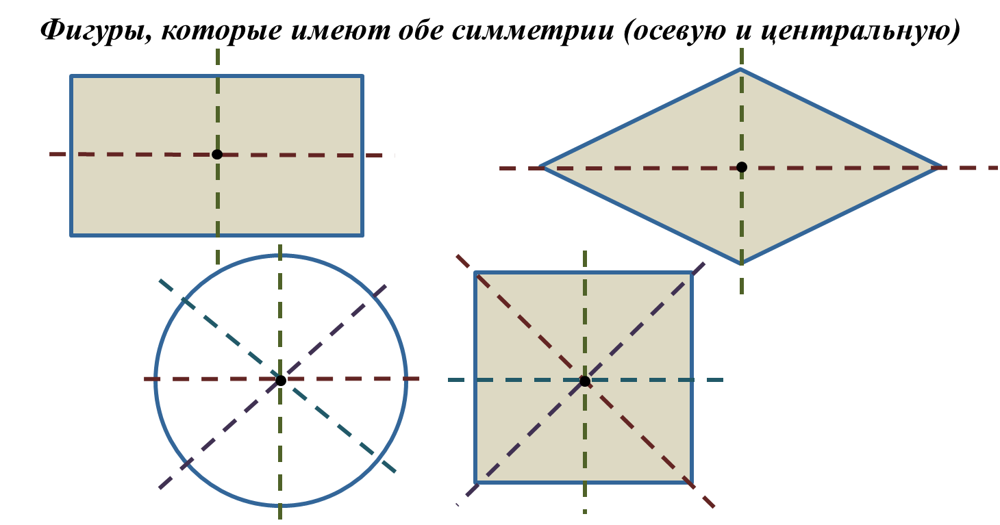 Фигуры, которые имеют обе симметрии (осевую и центральную)